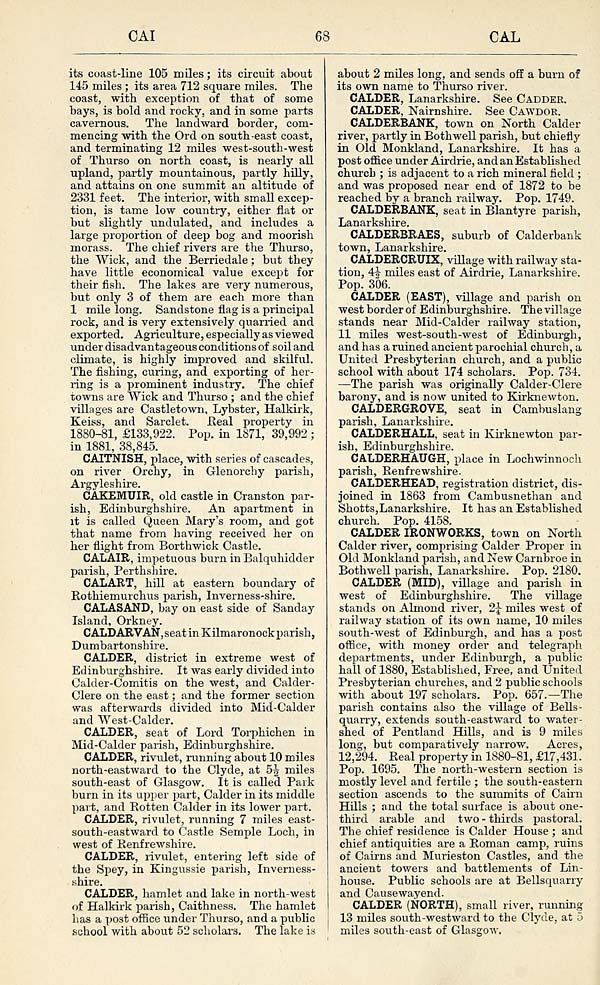 CAI 68 CAL
its coast-line 105 miles; its circuit about
145 miles; its area 712 square miles. The
coast, with exception of that of some
bays, is bold and rocky, and in some parts
cavernous. The landward border, com-
mencing with the Ord on south-east coast,
and terminating 12 miles west-south-west
of Thurso on north coast, is nearly all
upland, partly mountainous, partly hilly,
and attains on one summit an altitude of
2331 feet. The interior, with small excep-
tion, is tame low country, either flat or
but slightly undulated, and includes a
large proportion of deep bog and moorish
morass. The chief rivers are the Thurso,
the Wick, and the Berriedale; but they
have little economical value except for
their fish. The lakes are very numerous,
but only 3 of them are each more than
1 mile long. Sandstone flag is a principal
rock, and is very extensively quarried and
exported. Agriculture, especially as viewed
under disadvantageous conditions of soil and
climate, is highly improved and skilful.
The fishing, curing, and exporting of her-
ring is a prominent industry. The chief
towns are Wick and Thurso; and the chief
villages are Castletown, Lybster, Halkirk,
Keiss, and Sarclet. Real property in
1880-81, £133,922. Pop. in 1871, 39,992;
in 1881, 38,845.
CAITNISH, place, with series of cascades,
on river Orchy, in Glenorchy parish,
Argyleshire.
CAKEMUIR, old castle in Cranston par-
ish, Edinburghshire. An apartment in
it is called Queen Mary's room, and got
that name from having received her on
her flight from Borthwick Castle.
CALAIR, impetuous burn in Balquhidder
parish, Perthshire.
CALART, hill at eastern boundary of
Rothiemurchus parish, Inverness-shire.
CALASAND, bay on east side of Sanday
Island, Orkney.
CALDARVAN, seat in Kilmaronock parish,
Dumbartonshire.
CALDER, district in extreme west of
Edinburghshire. It was early divided into
Calder-Comitis on the west, and Calder-
Clere on the east; and the former section
was afterwards divided into Mid-Calder
and West-Calder.
CALDER, seat of Lord Torphichen in
Mid-Calder parish, Edinburghshire.
CALDER, rivulet, running about 10 miles
north-eastward to the Clyde, at 5½ miles
south-east of Glasgow. It is called Park
burn in its upper part, Calder in its middle
part, and Rotten Calder in its lower part.
CALDER, rivulet, running 7 miles east-
south-eastward to Castle Semple Loch, in
west of Renfrewshire.
CALDER, rivulet, entering left side of
the Spey, in Kingussie parish, Inverness-
shire.
CALDER, hamlet and lake in north-west
of Halkirk parish, Caithness. The hamlet
has a post office under Thurso, and a public
school with about 52 scholars. The lake is
about 2 miles long, and sends off a burn of
its own name to Thurso river.
CALDER, Lanarkshire. See CADDER.
CALDER, Nairnshire. See CAWDOR.
CALDERBANK, town on North Calder
river, partly in Bothwell parish, but chiefly
in Old Monkland, Lanarkshire. It has a
post office under Airdrie, and an Established
church; is adjacent to a rich mineral field;
and was proposed near end of 1872 to be
reached by a branch railway. Pop. 1749.
CALDERBANK, seat in Blantyre parish,
Lanarkshire.
CALDERBRAES, suburb of Calderbank
town, Lanarkshire.
CALDERCRUIX, village with railway sta-
tion, 4½ miles east of Airdrie, Lanarkshire.
Pop. 306.
CALDER (EAST), village and parish on
west border of Edinburghshire. The village
stands near Mid-Calder railway station,
11 miles west-south-west of Edinburgh,
and has a ruined ancient parochial church, a
United Presbyterian church, and a public
school with about 174 scholars. Pop. 734.
—The parish was originally Calder-Clere
barony, and is now united to Kirknewton.
CALDERGROVE, seat in Cambuslang
parish, Lanarkshire.
CALDERHALL, seat in Kirknewton par-
ish, Edinburghshire.
CALDERHAUGH, place in Lochwinnoch
parish, Renfrewshire.
CALDERHEAD, registration district, dis-
joined in 1863 from Cambusnethan and
Shotts, Lanarkshire. It has an Established
church. Pop. 4158.
CALDER IRONWORKS, town on North
Calder river, comprising Calder Proper in
Old Monkland parish, and New Carnbroe in
Bothwell parish, Lanarkshire. Pop. 2180.
CALDER (MID), village and parish in
west of Edinburghshire. The village
stands on Almond river, 2¼ miles west of
railway station of its own name, 10 miles
south-west of Edinburgh, and has a post
office, with money order and telegraph
departments, under Edinburgh, a public
hall of 1880, Established, Free, and United
Presbyterian churches, and 2 public schools
with about 197 scholars. Pop. 657.—The
parish contains also the village of Bells-
quarry, extends south-eastward to water-
shed of Pentland Hills, and is 9 miles
long, but comparatively narrow. Acres,
12,294. Real property in 1880-81, £17,431.
Pop. 1695. The north-western section is
mostly level and fertile; the south-eastern
section ascends to the summits of Cairn
Hills; and the total surface is about one-
third arable and two-thirds pastoral.
The chief residence is Calder House; and
chief antiquities are a Roman camp, ruins
of Cairns and Murieston Castles, and the
ancient towers and battlements of Lin-
house. Public schools are at Bellsquarry
and Causewayend.
CALDER (NORTH), small river, running
13 miles south-westward to the Clyde, at 5
miles south-east of Glasgow.